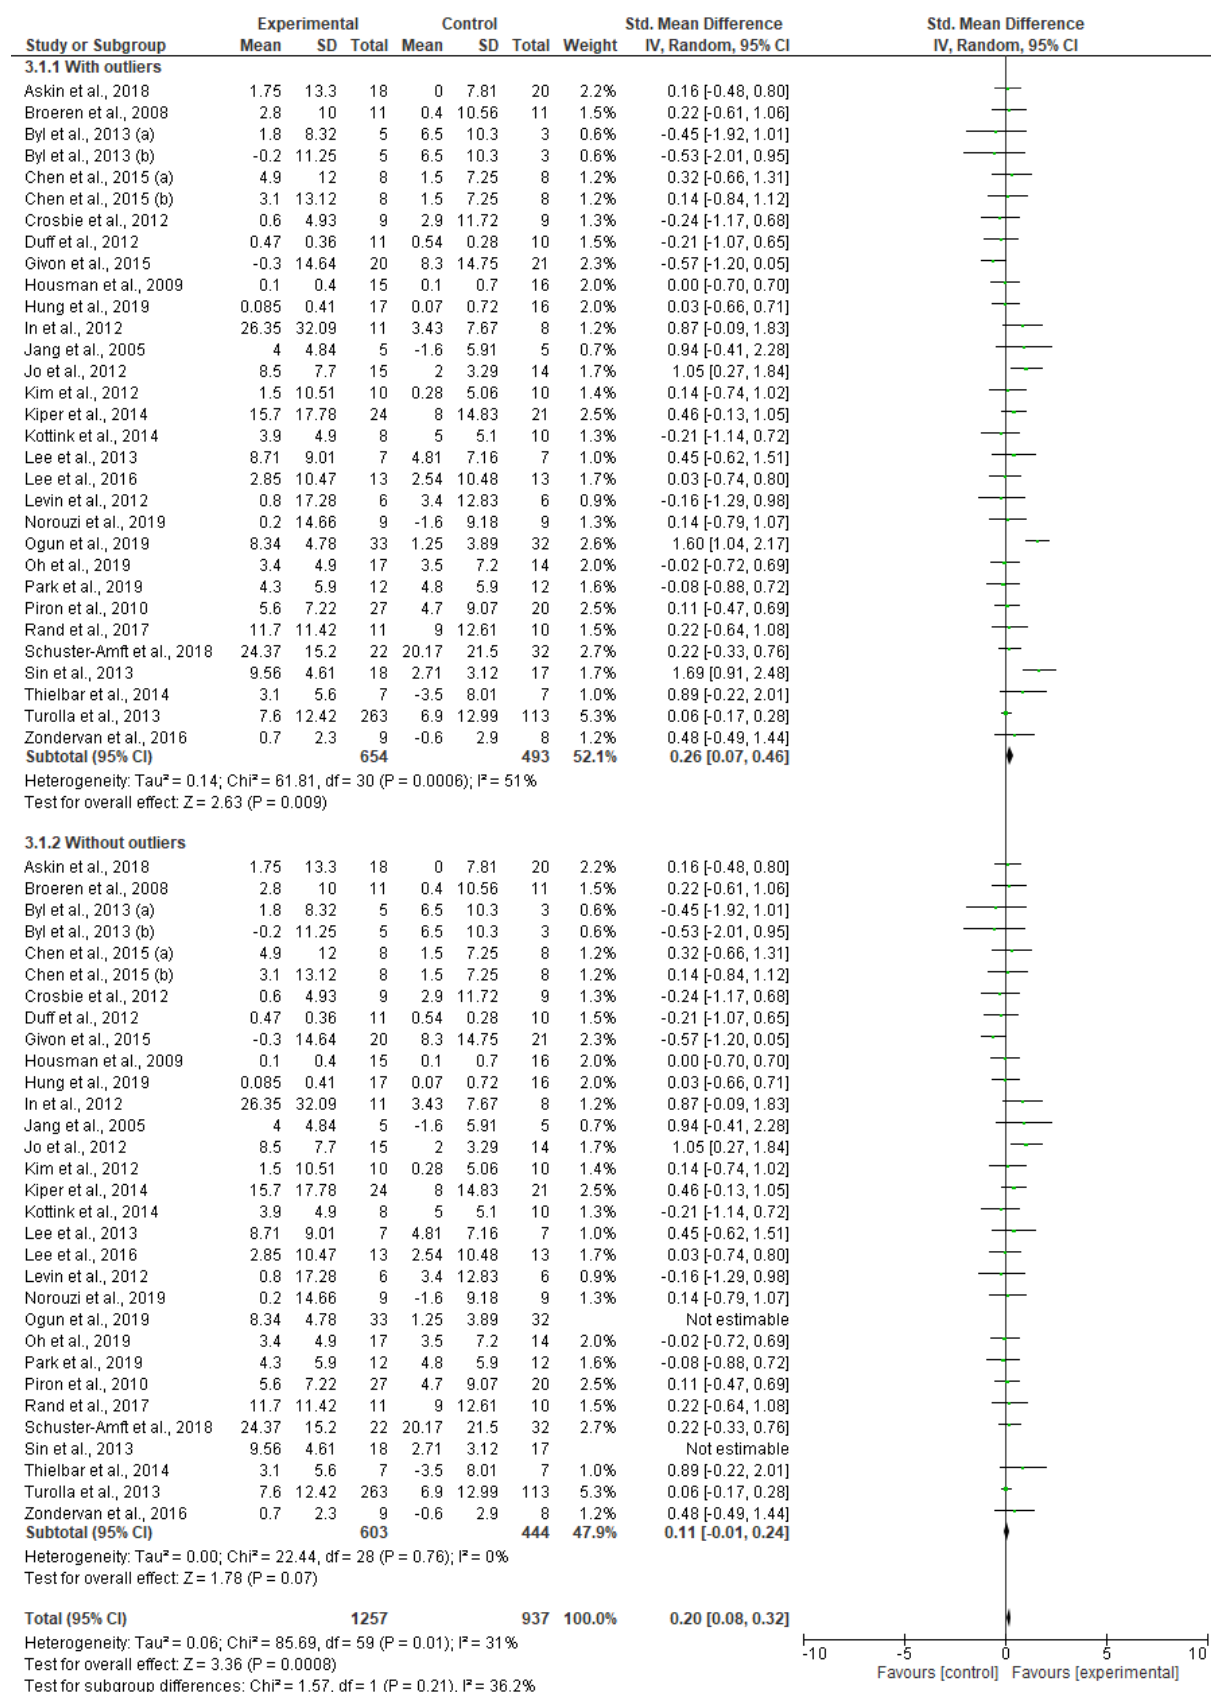 Experimental Control Std. Mean Difference Std. Mean Difference
Study or Subgroup Mean SD Total Mean SD Total Weight IV, Random, 95% CI IV, Random, 95% CI
3.1.1 With outliers
Askin et al., 2018 1.75 13.3 18 0 7.81 20 2.2% 0.16 [-0.48, 0.80]
Broeren et al., 2008 2.8 10 11 0.4 10.56 11 1.5% 0.22 [-0.61, 1.06]
Byl et al., 2013 (a) 1.8 8.32 5 6.5 10.3 3 0.6% -0.45 [-1.92, 1.01]
Byl et al., 2013 (b) -0.2 11.25 5 6.5 10.3 3 0.6% -0.53 [-2.01, 0.95]
Chen et al., 2015 (a) 4.9 12 8 1.5 7.25 8 1.2% 0.32 [-0.66, 1.31]
Chen et al., 2015 (b) 3.1 13.12 8 1.5 7.25 8 1.2% 0.14 [-0.84, 1.12]
Crosbie et al., 2012 0.6 4.93 9 2.9 11.72 9 1.3% -0.24 [-1.17, 0.68]
Duff et al., 2012 0.47 0.36 11 0.54 0.28 10 1.5% -0.21 [-1.07, 0.65]
Givon et al., 2015 -0.3 14.64 20 8.3 14.75 21 2.3% -0.57 [-1.20, 0.05]
Housman et al., 2009 0.1 0.4 15 0.1 0.7 16 2.0% 0.00 [-0.70, 0.70]
Hung et al., 2019 0.085 0.41 17 0.07 0.72 16 2.0% 0.03 [-0.66, 0.71]
In et al., 2012 26.35 32.09 11 3.43 7.67 8 1.2% 0.87 [-0.09, 1.83]
Jang et al., 2005 4 4.84 5 -1.6 5.91 5 0.7% 0.94 [-0.41, 2.28]
Jo et al., 2012 8.5 7.7 15 2 3.29 14 1.7% 1.05 [0.27, 1.84]
Kim et al., 2012 1.5 10.51 10 0.28 5.06 10 1.4% 0.14 [-0.74, 1.02]
Kiper et al., 2014 15.7 17.78 24 8 14.83 21 2.5% 0.46 [-0.13, 1.05]
Kottink et al., 2014 3.9 4.9 8 5 5.1 10 1.3% -0.21 [-1.14, 0.72]
Lee et al., 2013 8.71 9.01 7 4.81 7.16 7 1.0% 0.45 [-0.62, 1.51]
Lee et al., 2016 2.85 10.47 13 2.54 10.48 13 1.7% 0.03 [-0.74, 0.80]
Levin et al., 2012 0.8 17.28 6 3.4 12.83 6 0.9% -0.16 [-1.29, 0.98]
Norouzi et al., 2019 0.2 14.66 9 -1.6 9.18 9 1.3% 0.14 [-0.79, 1.07]
Ogun et al., 2019 8.34 4.78 33 1.25 3.89 32 2.6% 1.60 [1.04, 2.17]
Oh et al., 2019 3.4 4.9 17 3.5 7.2 14 2.0% -0.02 [-0.72, 0.69]
Park et al., 2019 4.3 5.9 12 4.8 5.9 12 1.6% -0.08 [-0.88, 0.72]
Piron et al., 2010 5.6 7.22 27 4.7 9.07 20 2.5% 0.11 [-0.47, 0.69]
Rand et al., 2017 11.7 11.42 11 9 12.61 10 1.5% 0.22 [-0.64, 1.08]
Schuster-Amft et al., 2018 24.37 15.2 22 20.17 21.5 32 2.7% 0.22 [-0.33, 0.76]
Sin et al., 2013 9.56 4.61 18 2.71 3.12 17 1.7% 1.69 [0.91, 2.48]
Thielbar et al., 2014 3.1 5.6 7 -3.5 8.01 7 1.0% 0.89 [-0.22, 2.01]
Turolla et al., 2013 7.6 12.42 263 6.9 12.99 113 5.3% 0.06 [-0.17, 0.28]
Zondervan et al., 2016 0.7 2.3 9 -0.6 2.9 8 1.2% 0.48 [-0.49, 1.44]
Subtotal (95% CI) 654 493 52.1% 0.26 [0.07, 0.46]
Heterogeneity: Tau² = 0.14; Chi² = 61.81, df = 30 (P = 0.0006); I² = 51%
Test for overall effect: Z = 2.63 (P = 0.009)
3.1.2 Without outliers
Askin et al., 2018 1.75 13.3 18 0 7.81 20 2.2% 0.16 [-0.48, 0.80]
Broeren et al., 2008 2.8 10 11 0.4 10.56 11 1.5% 0.22 [-0.61, 1.06]
Byl et al., 2013 (a) 1.8 8.32 5 6.5 10.3 3 0.6% -0.45 [-1.92, 1.01]
Byl et al., 2013 (b) -0.2 11.25 5 6.5 10.3 3 0.6% -0.53 [-2.01, 0.95]
Chen et al., 2015 (a) 4.9 12 8 1.5 7.25 8 1.2% 0.32 [-0.66, 1.31]
Chen et al., 2015 (b) 3.1 13.12 8 1.5 7.25 8 1.2% 0.14 [-0.84, 1.12]
Crosbie et al., 2012 0.6 4.93 9 2.9 11.72 9 1.3% -0.24 [-1.17, 0.68]
Duff et al., 2012 0.47 0.36 11 0.54 0.28 10 1.5% -0.21 [-1.07, 0.65]
Givon et al., 2015 -0.3 14.64 20 8.3 14.75 21 2.3% -0.57 [-1.20, 0.05]
Housman et al., 2009 0.1 0.4 15 0.1 0.7 16 2.0% 0.00 [-0.70, 0.70]
Hung et al., 2019 0.085 0.41 17 0.07 0.72 16 2.0% 0.03 [-0.66, 0.71]
In et al., 2012 26.35 32.09 11 3.43 7.67 8 1.2% 0.87 [-0.09, 1.83]
Jang et al., 2005 4 4.84 5 -1.6 5.91 5 0.7% 0.94 [-0.41, 2.28]
Jo et al., 2012 8.5 7.7 15 2 3.29 14 1.7% 1.05 [0.27, 1.84]
Kim et al., 2012 1.5 10.51 10 0.28 5.06 10 1.4% 0.14 [-0.74, 1.02]
Kiper et al., 2014 15.7 17.78 24 8 14.83 21 2.5% 0.46 [-0.13, 1.05]
Kottink et al., 2014 3.9 4.9 8 5 5.1 10 1.3% -0.21 [-1.14, 0.72]
Lee et al., 2013 8.71 9.01 7 4.81 7.16 7 1.0% 0.45 [-0.62, 1.51]
Lee et al., 2016 2.85 10.47 13 2.54 10.48 13 1.7% 0.03 [-0.74, 0.80]
Levin et al., 2012 0.8 17.28 6 3.4 12.83 6 0.9% -0.16 [-1.29, 0.98]
Norouzi et al., 2019 0.2 14.66 9 -1.6 9.18 9 1.3% 0.14 [-0.79, 1.07]
Ogun et al., 2019 8.34 4.78 33 1.25 3.89 32 Not estimable
Oh et al., 2019 3.4 4.9 17 3.5 7.2 14 2.0% -0.02 [-0.72, 0.69]
Park et al., 2019 4.3 5.9 12 4.8 5.9 12 1.6% -0.08 [-0.88, 0.72]
Piron et al., 2010 5.6 7.22 27 4.7 9.07 20 2.5% 0.11 [-0.47, 0.69]
Rand et al., 2017 11.7 11.42 11 9 12.61 10 1.5% 0.22 [-0.64, 1.08]
Schuster-Amft et al., 2018 24.37 15.2 22 20.17 21.5 32 2.7% 0.22 [-0.33, 0.76]
Sin et al., 2013 9.56 4.61 18 2.71 3.12 17 Not estimable
Thielbar et al., 2014 3.1 5.6 7 -3.5 8.01 7 1.0% 0.89 [-0.22, 2.01]
Turolla et al., 2013 7.6 12.42 263 6.9 12.99 113 5.3% 0.06 [-0.17, 0.28]
Zondervan et al., 2016 0.7 2.3 9 -0.6 2.9 8 1.2% 0.48 [-0.49, 1.44]
Subtotal (95% CI) 603 444 47.9% 0.11 [-0.01, 0.24]
Heterogeneity: Tau² = 0.00; Chi² = 22.44, df = 28 (P = 0.76); I² = 0%
Test for overall effect: Z = 1.78 (P = 0.07)
Total (95% CI) 1257 937 100.0% 0.20 [0.08, 0.32]
Heterogeneity: Tau² = 0.06; Chi² = 85.69, df = 59 (P = 0.01); I² = 31%
Test for overall effect: Z = 3.36 (P = 0.0008)
Test for subgroup differences: Chi² = 1.57, df = 1 (P = 0.21), I² = 36.2%
-10 -5 0 5 10
Favours [control] Favours [experimental]